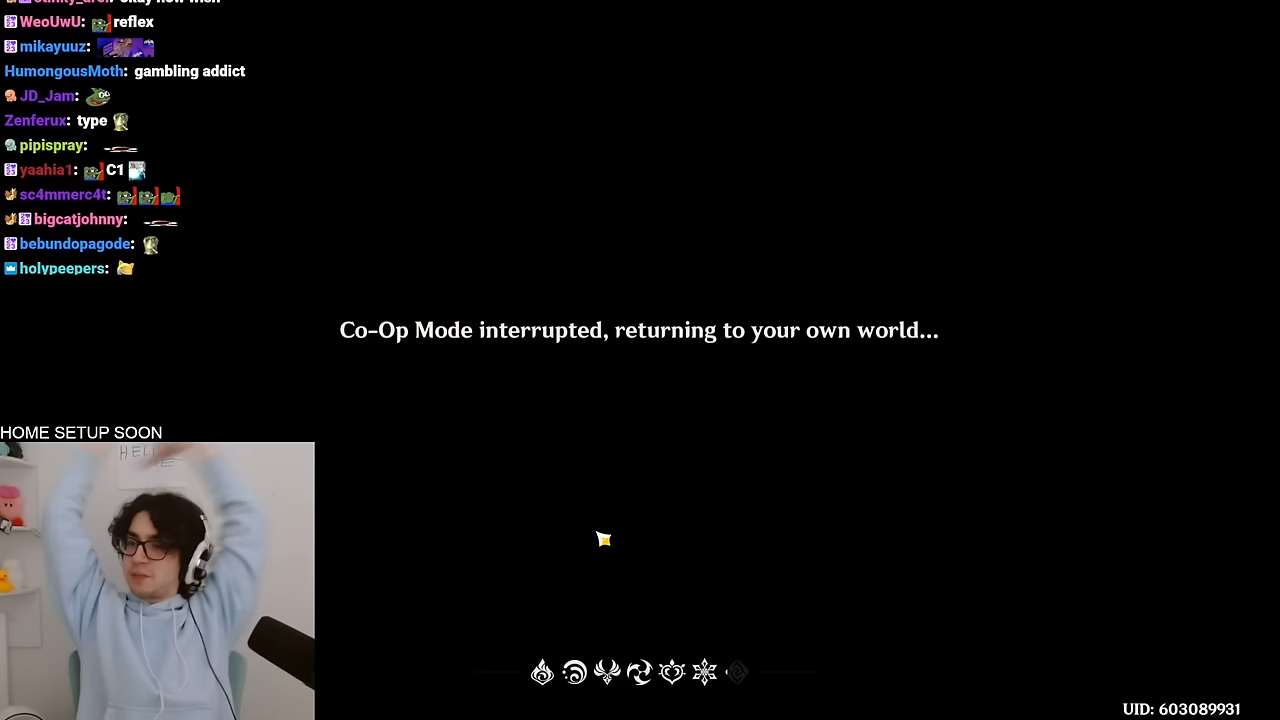 WeoUwU: reflex
mikayuuz:
HumongousMoth: gambling addict
JD_Jam:
Zenferux: type
pipispray:
yaahia1: C1
sc4mmerc4t:
bigcatjohnny:
bebundopagode:
holypeepers:
Co-Op Mode interrupted, returning to your own world...
HOME SETUP SOON
UID: 603089931